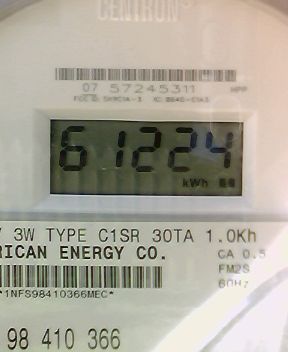 CENTRON®
07 57245311 HPP
61224
kWh
3W TYPE C1SR 30TA 1.0Kh
RICAN ENERGY CO.
CA 0.5
FM2S
60Hz
*1NFS98410366MEC*
98 410 366